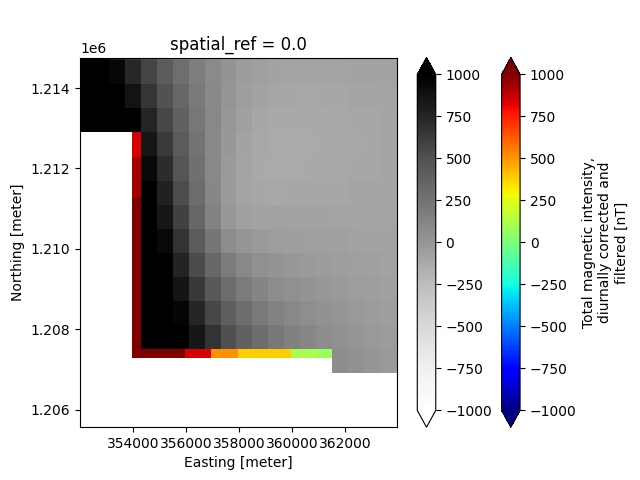 spatial_ref = 0.0
1e6
1.214
1.212
1.210
1.208
1.206
Northing [meter]
354000 356000 358000 360000 362000
Easting [meter]
1000
750
500
250
0
−250
−500
−750
−1000
1000
750
500
250
0
−250
−500
−750
−1000
Total magnetic intensity,
diurnally corrected and
filtered [nT]